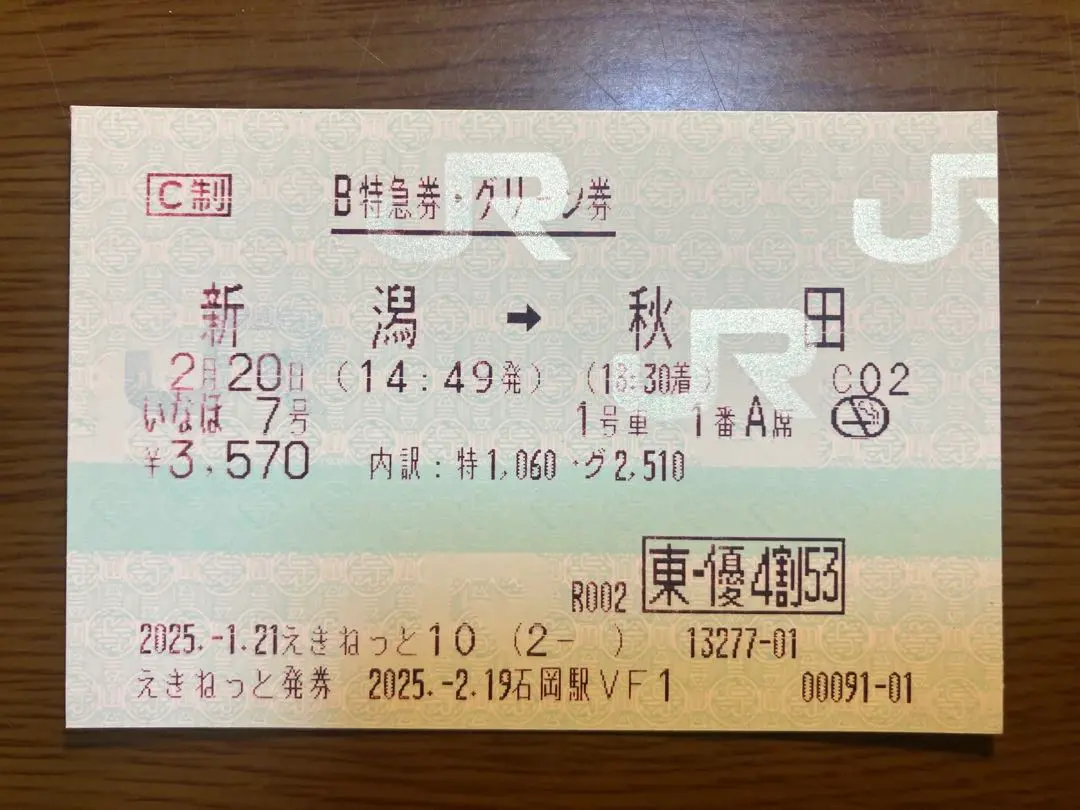 C制 B特急券・グリーン券
新潟 → 秋田
2月20日 (14:49発) (18:30着) C02
いなほ 7号 1号車 1番A席
¥3,570 内訳:特1,060・グ2,510
R002 東-優4割53
2025.-1.21えきねっと10 (2- ) 13277-01
えきねっと発券 2025.-2.19石岡駅VF1 00091-01
JR
JR
JR